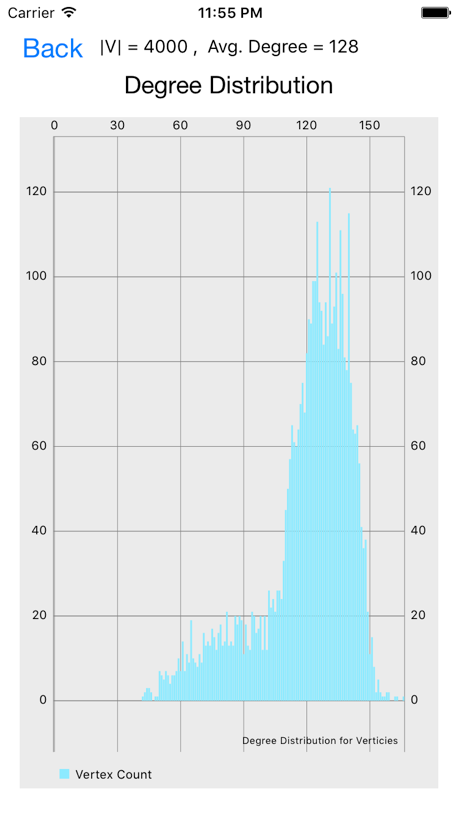 Carrier 11:55 PM
Back |V| = 4000 , Avg. Degree = 128
Degree Distribution
0 30 60 90 120 150
120 120
100 100
80 80
60 60
40 40
20 20
0 0
Degree Distribution for Verticies
Vertex Count